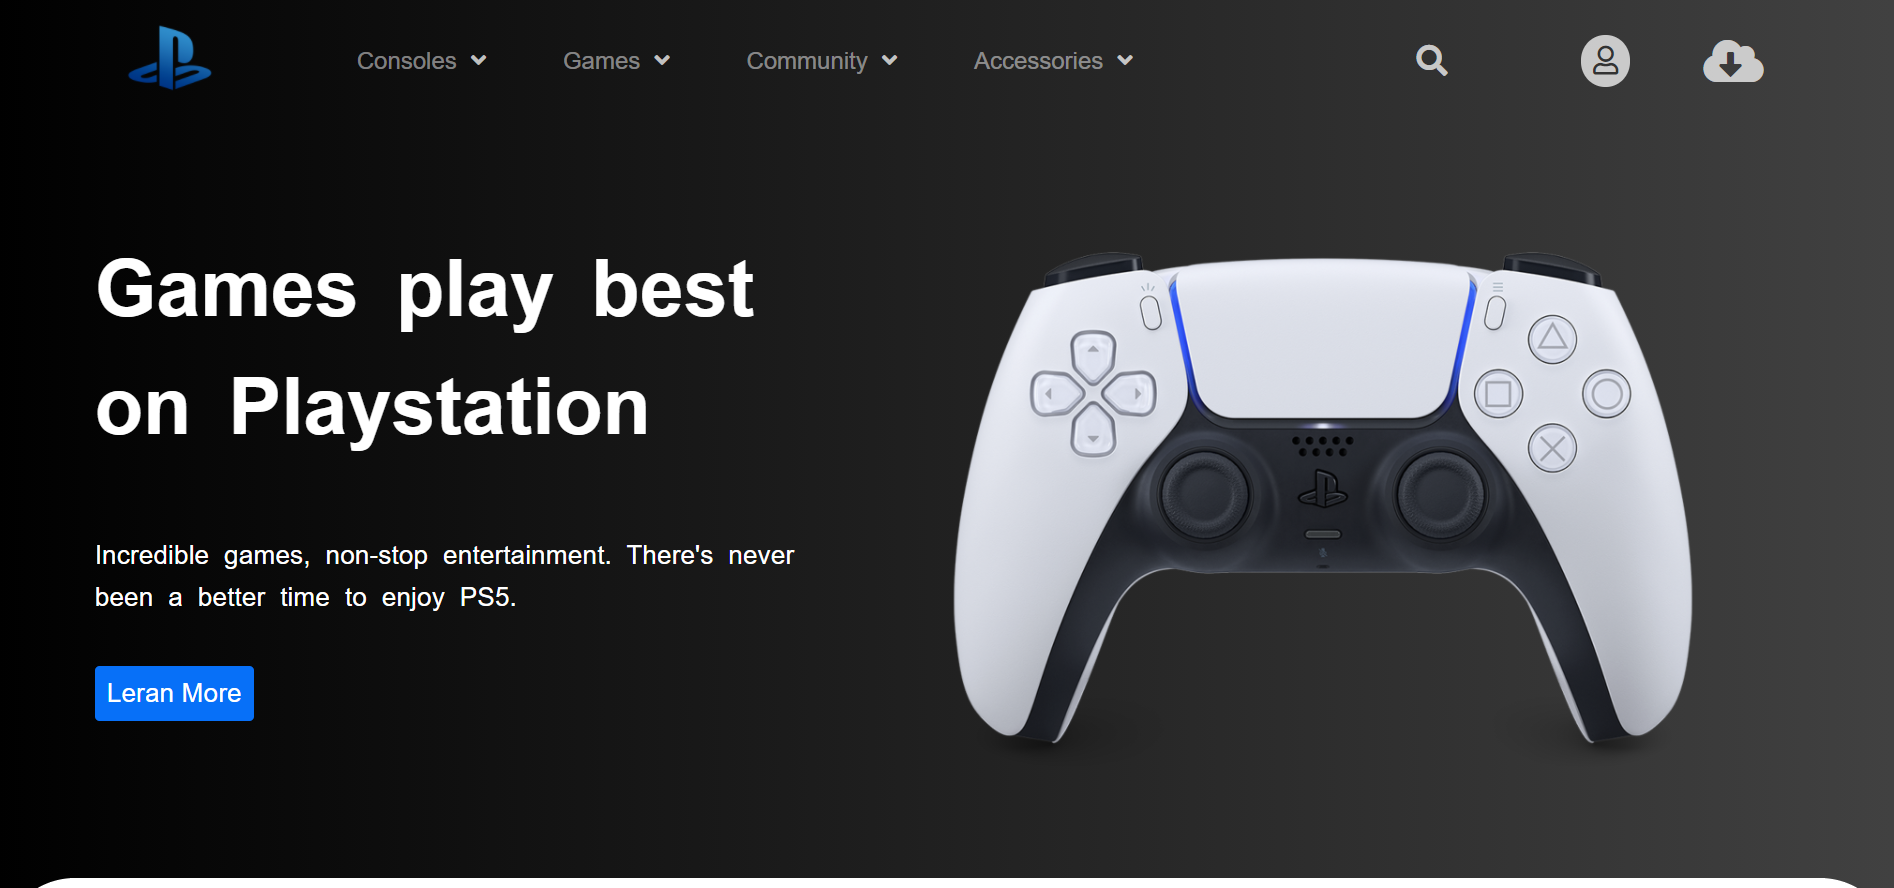 Consoles
Games
Community
Accessories
Games play best
on Playstation
Incredible games, non-stop entertainment. There's never
been a better time to enjoy PS5.
Leran More